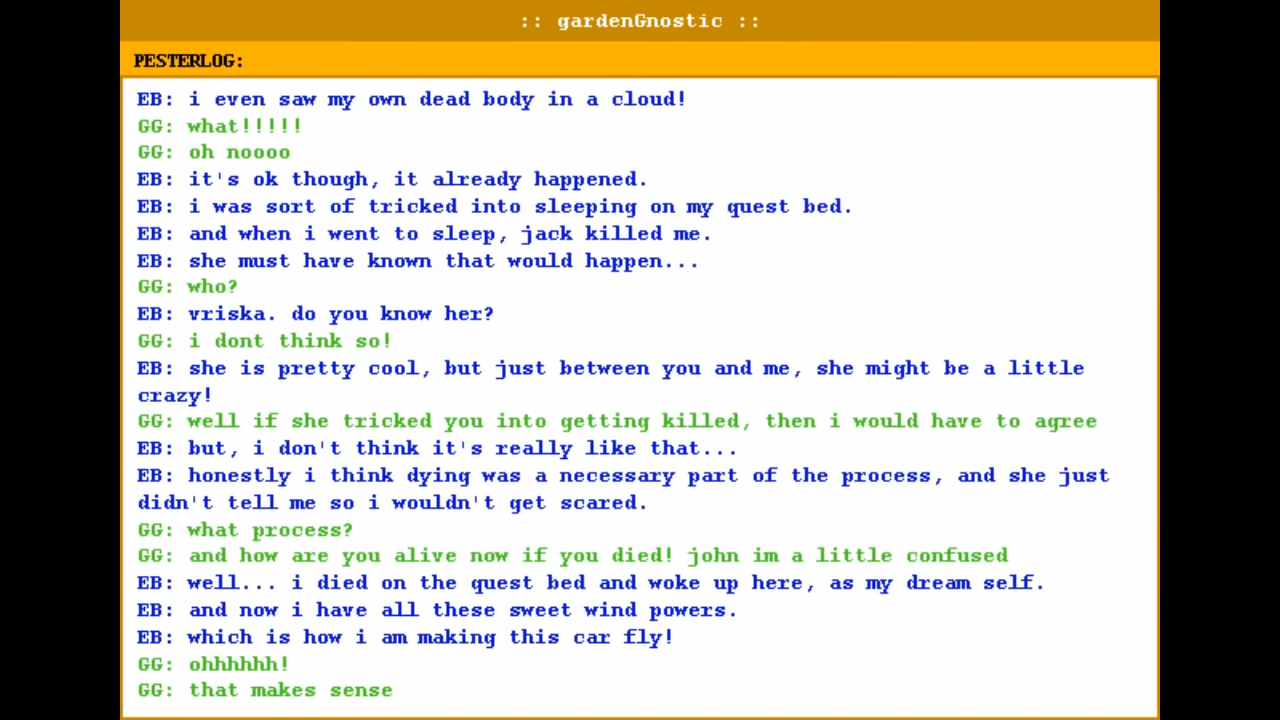 :: gardenGnostic ::
PESTERLOG:
EB: i even saw my own dead body in a cloud!
GG: what!!!!!
GG: oh noooo
EB: it's ok though, it already happened.
EB: i was sort of tricked into sleeping on my quest bed.
EB: and when i went to sleep, jack killed me.
EB: she must have known that would happen...
GG: who?
EB: vriska. do you know her?
GG: i dont think so!
EB: she is pretty cool, but just between you and me, she might be a little
crazy!
GG: well if she tricked you into getting killed, then i would have to agree
EB: but, i don't think it's really like that...
EB: honestly i think dying was a necessary part of the process, and she just
didn't tell me so i wouldn't get scared.
GG: what process?
GG: and how are you alive now if you died! john im a little confused
EB: well... i died on the quest bed and woke up here, as my dream self.
EB: and now i have all these sweet wind powers.
EB: which is how i am making this car fly!
GG: ohhhhhh!
GG: that makes sense